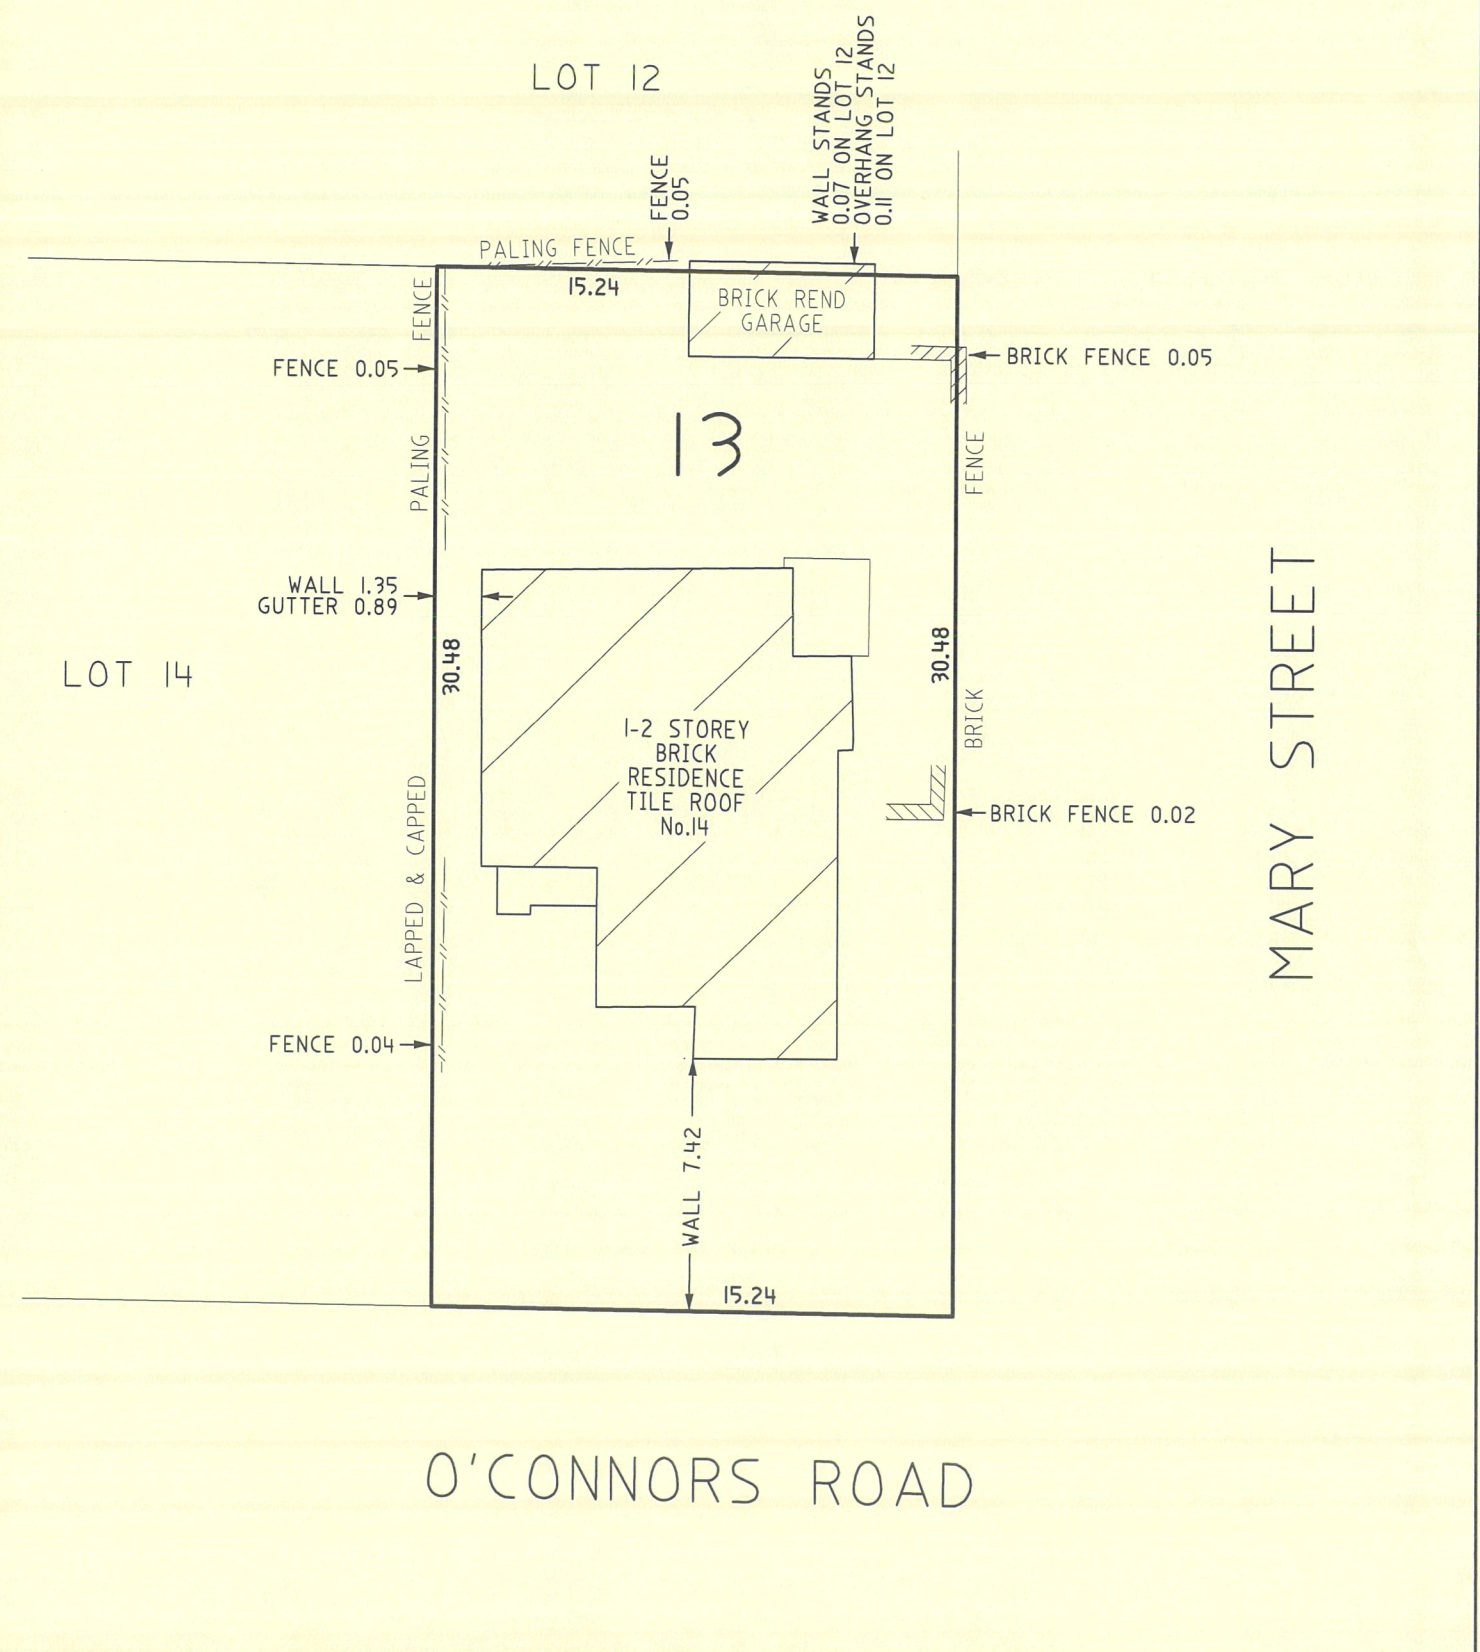 LOT 12
WALL STANDS
0.07 ON LOT 12
OVERHANG STANDS
0.11 ON LOT 12
FENCE
0.05
PALING FENCE
15.24
BRICK REND
GARAGE
FENCE
FENCE 0.05
BRICK FENCE 0.05
13
PALING
FENCE
WALL 1.35
GUTTER 0.89
30.48
30.48
LOT 14
BRICK
MARY STREET
1-2 STOREY
BRICK
RESIDENCE
TILE ROOF
No.14
BRICK FENCE 0.02
LAPPED & CAPPED
FENCE 0.04
WALL 7.42
15.24
O'CONNORS ROAD